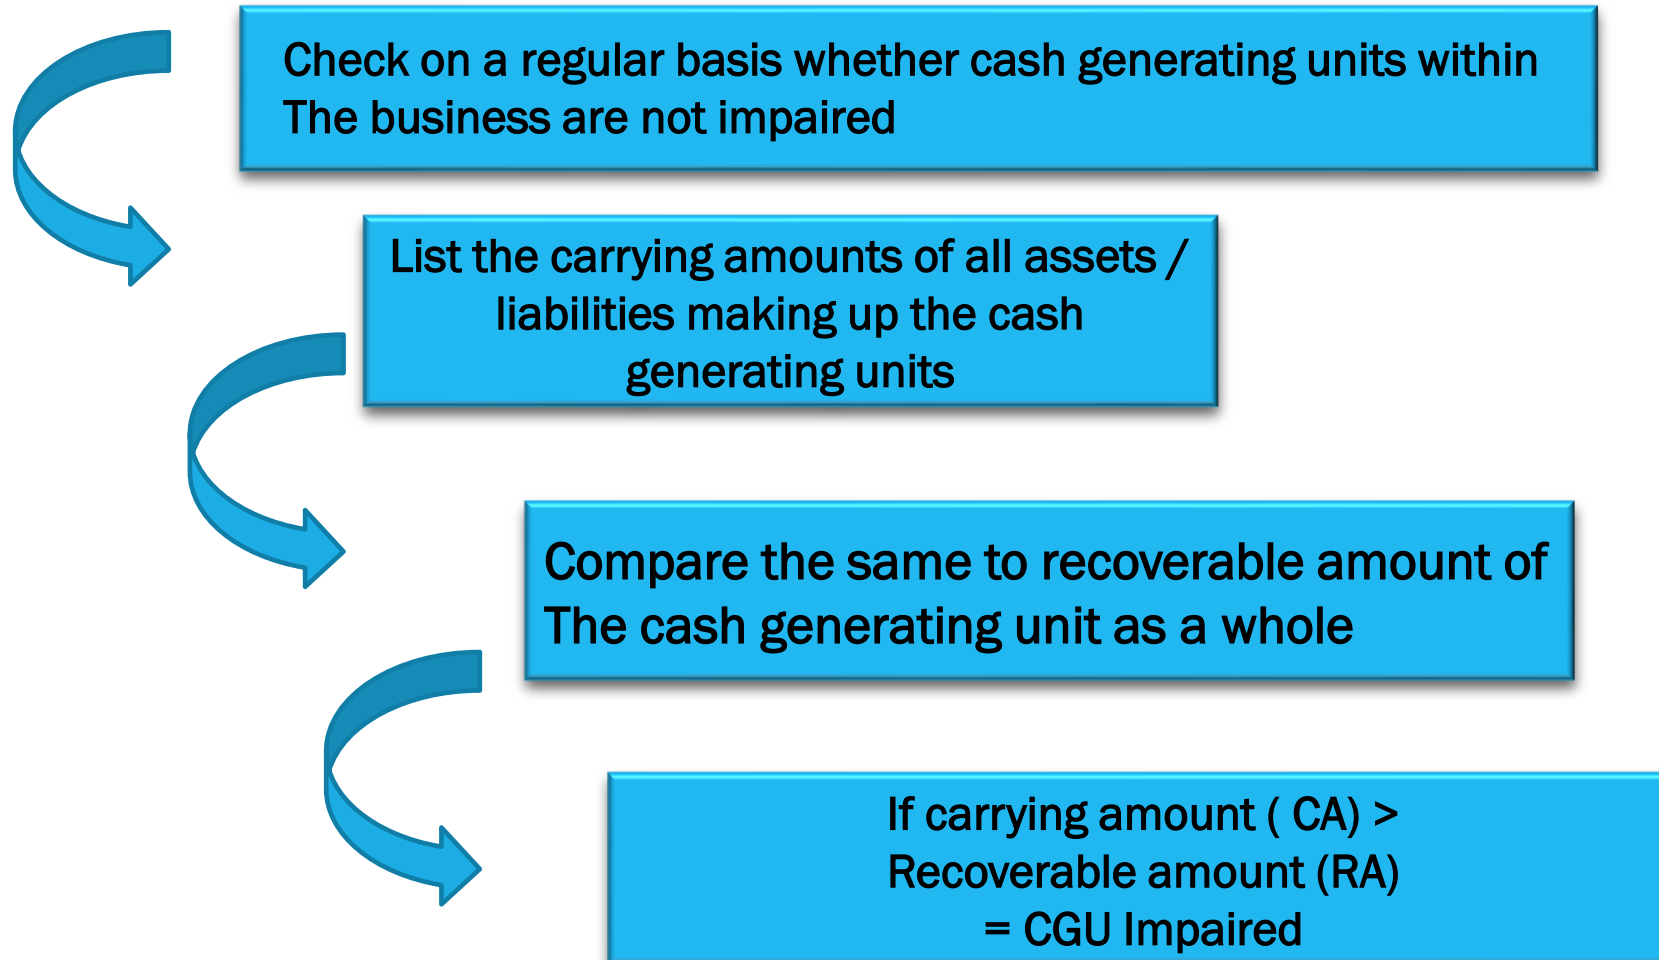 Check on a regular basis whether cash generating units within
The business are not impaired
List the carrying amounts of all assets /
liabilities making up the cash
generating units
Compare the same to recoverable amount of
The cash generating unit as a whole
If carrying amount ( CA) >
Recoverable amount (RA)
= CGU Impaired